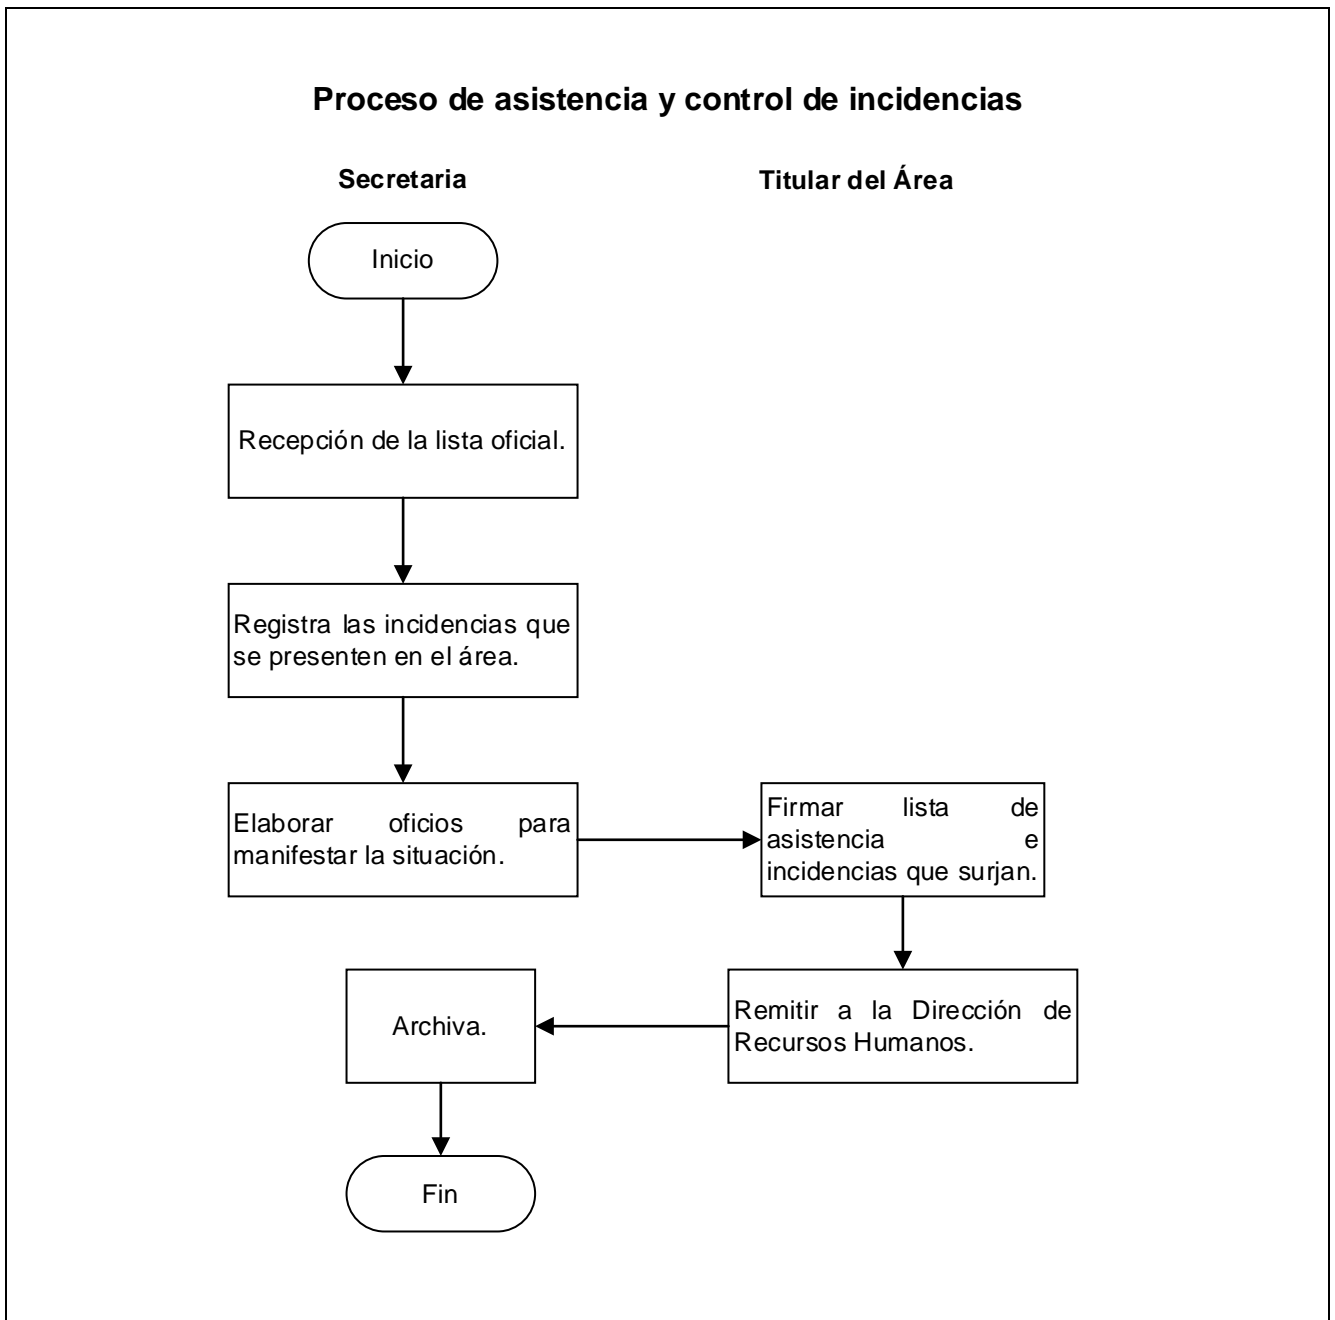 Proceso de asistencia y control de incidencias
Secretaria
Titular del Área
Inicio
Recepción de la lista oficial.
Registra las incidencias que
se presenten en el área.
Elaborar oficios para
manifestar la situación.
Firmar lista de
asistencia e
incidencias que surjan.
Remitir a la Dirección de
Recursos Humanos.
Archiva.
Fin